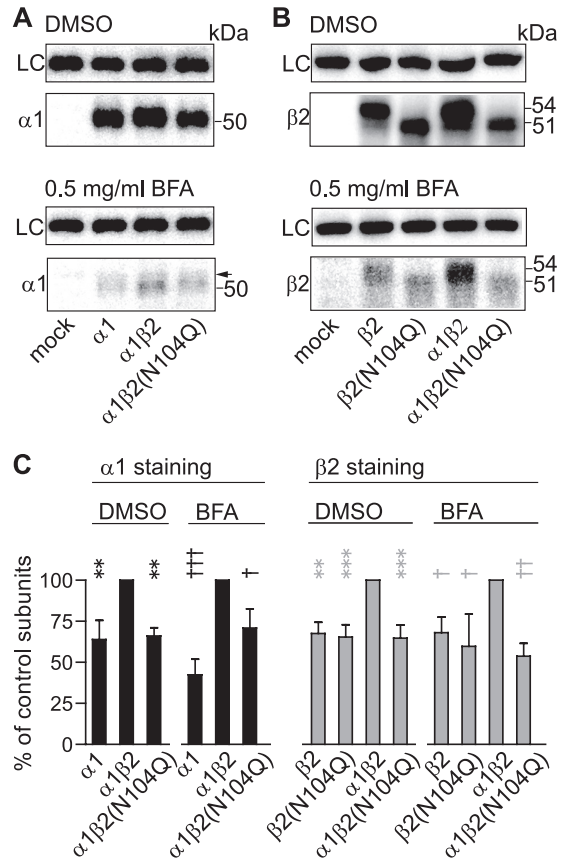 A
DMSO
kDa
LC
α1
50
0.5 mg/ml BFA
LC
α1
50
mock
α1
α1β2
α1β2(N104Q)
B
DMSO
kDa
LC
β2
54
51
0.5 mg/ml BFA
LC
β2
54
51
mock
β2
β2(N104Q)
α1β2
α1β2(N104Q)
C
α1 staining
β2 staining
DMSO
BFA
DMSO
BFA
** ** ††† †
** *** *** † † ††
% of control subunits
100
75
50
25
0
α1
α1β2
α1β2(N104Q)
α1
α1β2
α1β2(N104Q)
β2
β2(N104Q)
α1β2
α1β2(N104Q)
β2
β2(N104Q)
α1β2
α1β2(N104Q)